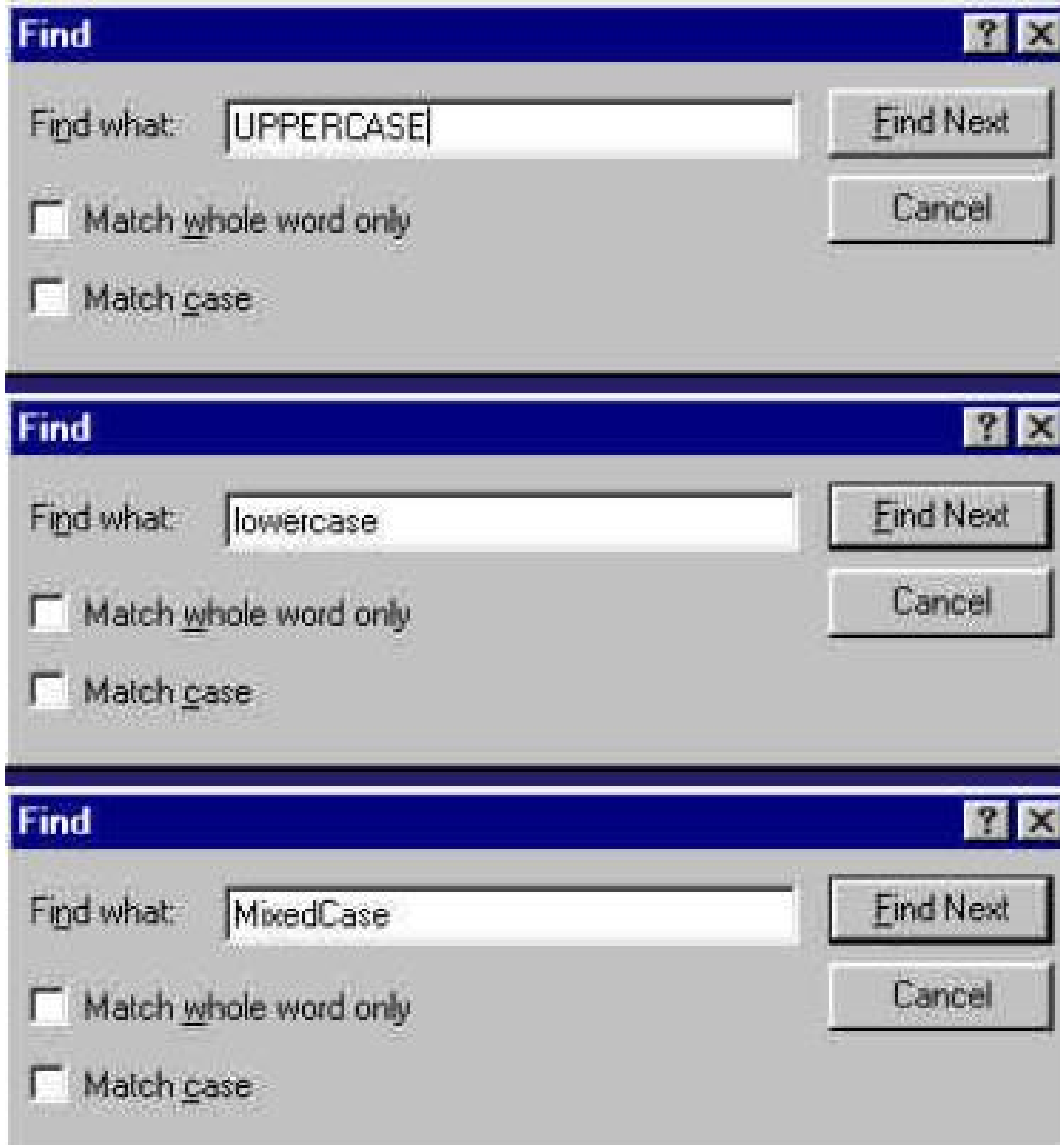 Find
Find what: UPPERCASE Find Next
Match whole word only Cancel
Match case
Find
Find what: lowercase Find Next
Match whole word only Cancel
Match case
Find
Find what: MixedCase Find Next
Match whole word only Cancel
Match case